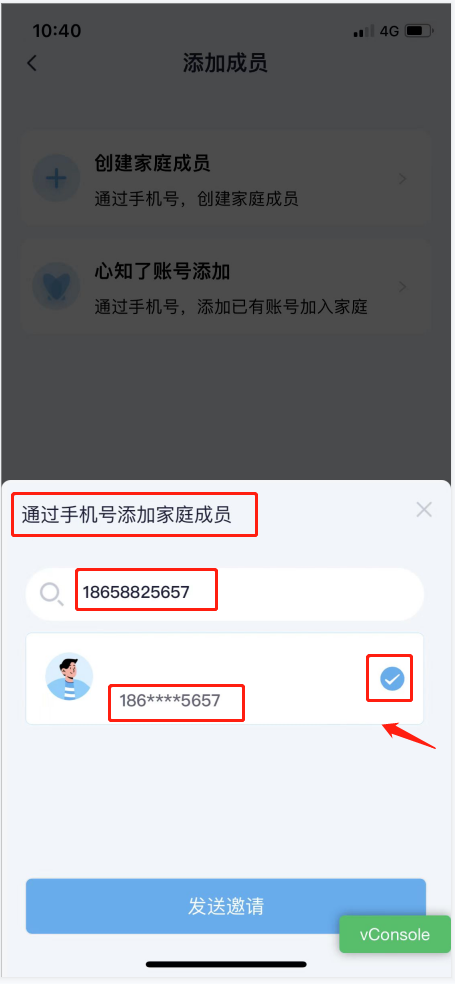 10:40
4G
添加成员
创建家庭成员
通过手机号，创建家庭成员
心知了账号添加
通过手机号，添加已有账号加入家庭
通过手机号添加家庭成员
18658825657
186****5657
发送邀请
vConsole